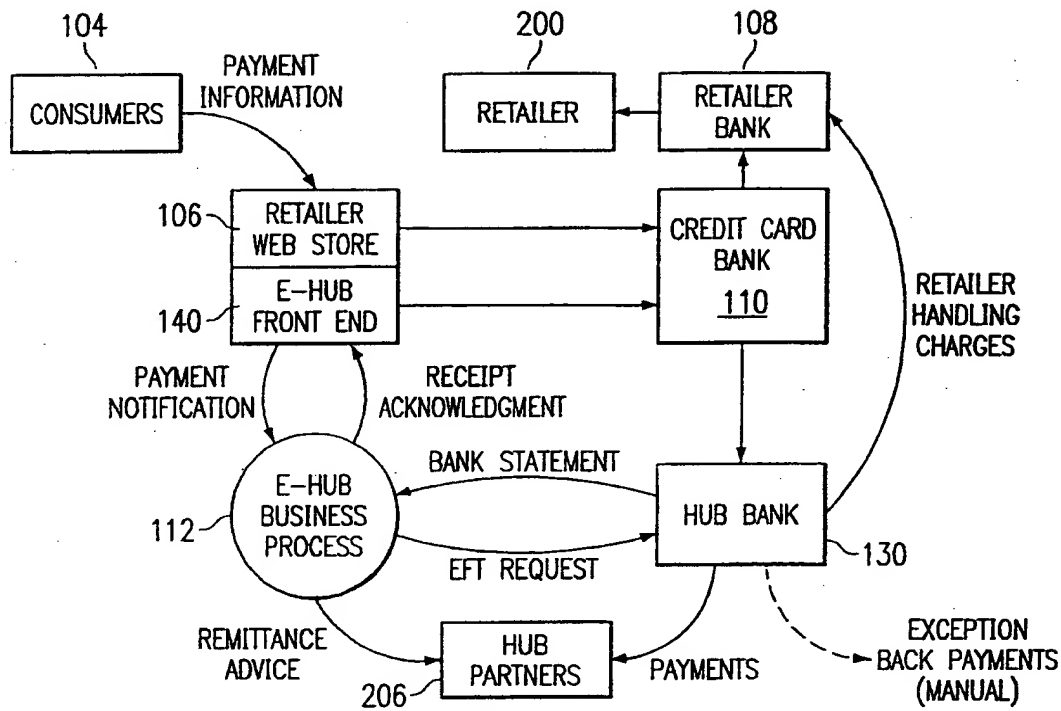 104
200
108
PAYMENT
INFORMATION
CONSUMERS
RETAILER
RETAILER
BANK
106
RETAILER
WEB STORE
CREDIT CARD
BANK
110
140
E-HUB
FRONT END
RETAILER
HANDLING
CHARGES
PAYMENT
NOTIFICATION
RECEIPT
ACKNOWLEDGMENT
BANK STATEMENT
E-HUB
BUSINESS
PROCESS
112
HUB BANK
130
EFT REQUEST
REMITTANCE
ADVICE
HUB
PARTNERS
206
PAYMENTS
EXCEPTION
BACK PAYMENTS
(MANUAL)